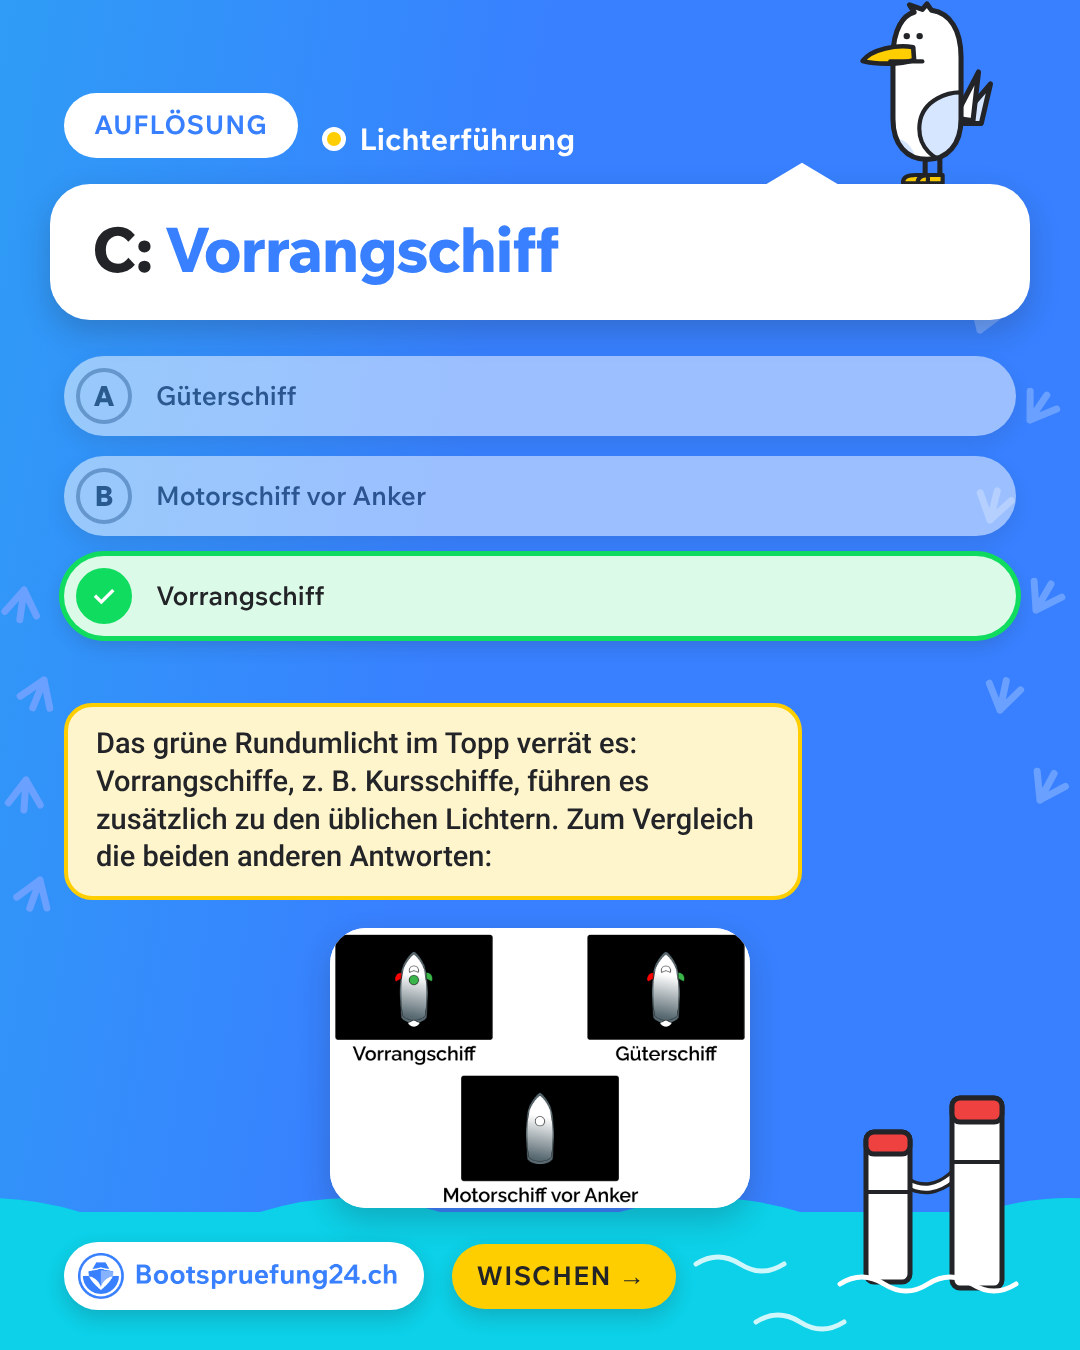 AUFLÖSUNG
Lichterführung
C: Vorrangschiff
A Güterschiff
B Motorschiff vor Anker
Vorrangschiff
Das grüne Rundumlicht im Topp verrät es:
Vorrangschiffe, z. B. Kursschiffe, führen es
zusätzlich zu den üblichen Lichtern. Zum Vergleich
die beiden anderen Antworten:
Vorrangschiff
Güterschiff
Motorschiff vor Anker
Bootspruefung24.ch
WISCHEN →